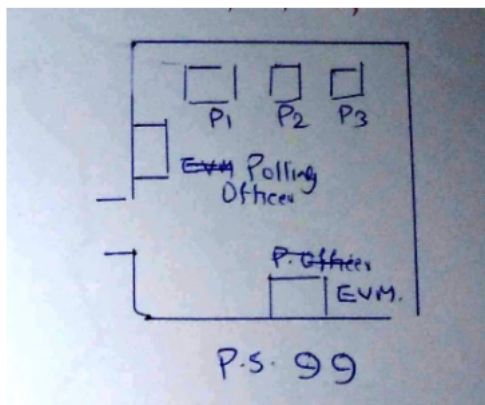 P1 P2 P3
EVM Polling
Officer
P. Officer
EVM.
P.S. 99